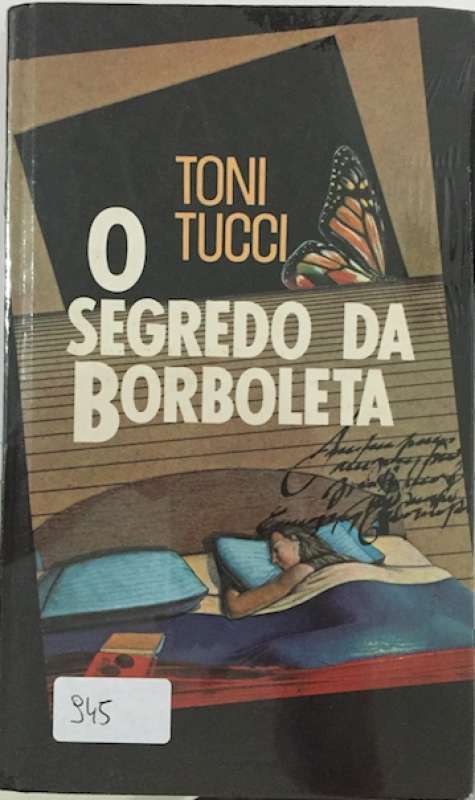 TONI
TUCCI
O
SEGREDO DA
BORBOLETA
945